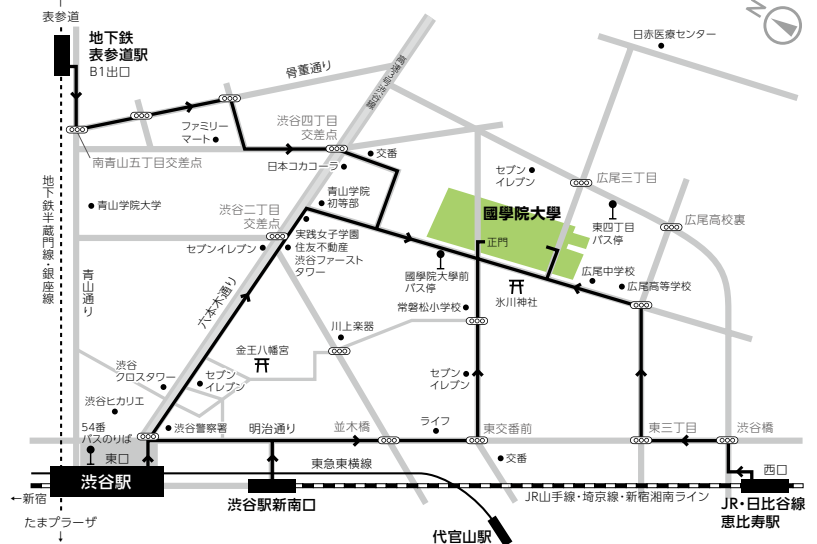 表参道
地下鉄
表参道駅
B1出口
骨董通り
高速3号渋谷線
日赤医療センター
N
ファミリー
マート
渋谷四丁目
交差点
南青山五丁目交差点
日本コカコーラ
交番
セブン
イレブン
広尾三丁目
青山学院
初等部
青山学院大学
渋谷二丁目
交差点
國學院大學
東四丁目
バス停
広尾高校裏
地下鉄半蔵門線・銀座線
青山通り
セブンイレブン
実践女子学園
住友不動産
渋谷ファースト
タワー
正門
國學院大學前
バス停
氷川神社
広尾中学校
広尾高等学校
六本木通り
常磐松小学校
川上楽器
金王八幡宮
渋谷
クロスタワー
セブン
イレブン
セブン
イレブン
渋谷ヒカリエ
54番
バスのりば
渋谷警察署
明治通り
並木橋
ライフ
東交番前
東三丁目
渋谷橋
東口
東急東横線
交番
西口
渋谷駅
←新宿
渋谷駅新南口
JR山手線・埼京線・新宿湘南ライン
JR・日比谷線
恵比寿駅
たまプラーザ
代官山駅